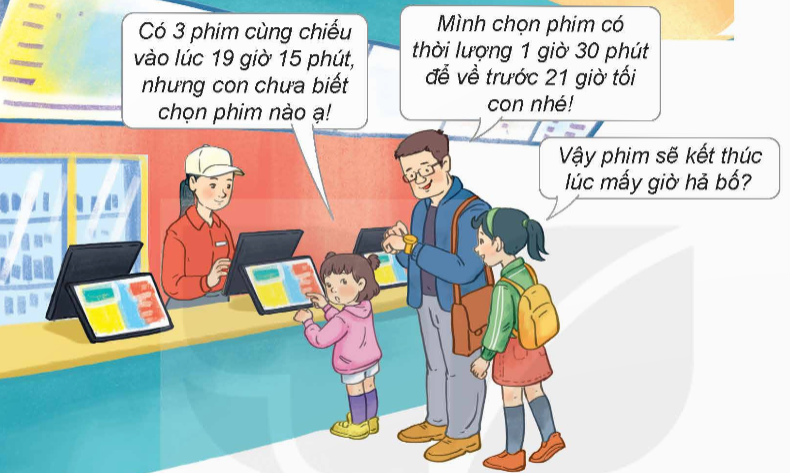 Có 3 phim cùng chiếu
vào lúc 19 giờ 15 phút,
nhưng con chưa biết
chọn phim nào ạ!
Mình chọn phim có
thời lượng 1 giờ 30 phút
để về trước 21 giờ tối
con nhé!
Vậy phim sẽ kết thúc
lúc mấy giờ hả bố?